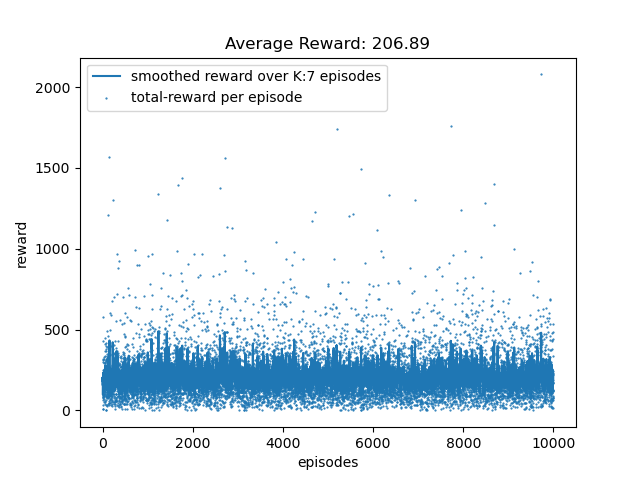 Average Reward: 206.89
smoothed reward over K:7 episodes
total-reward per episode
2000
1500
1000
500
0
reward
0 2000 4000 6000 8000 10000
episodes